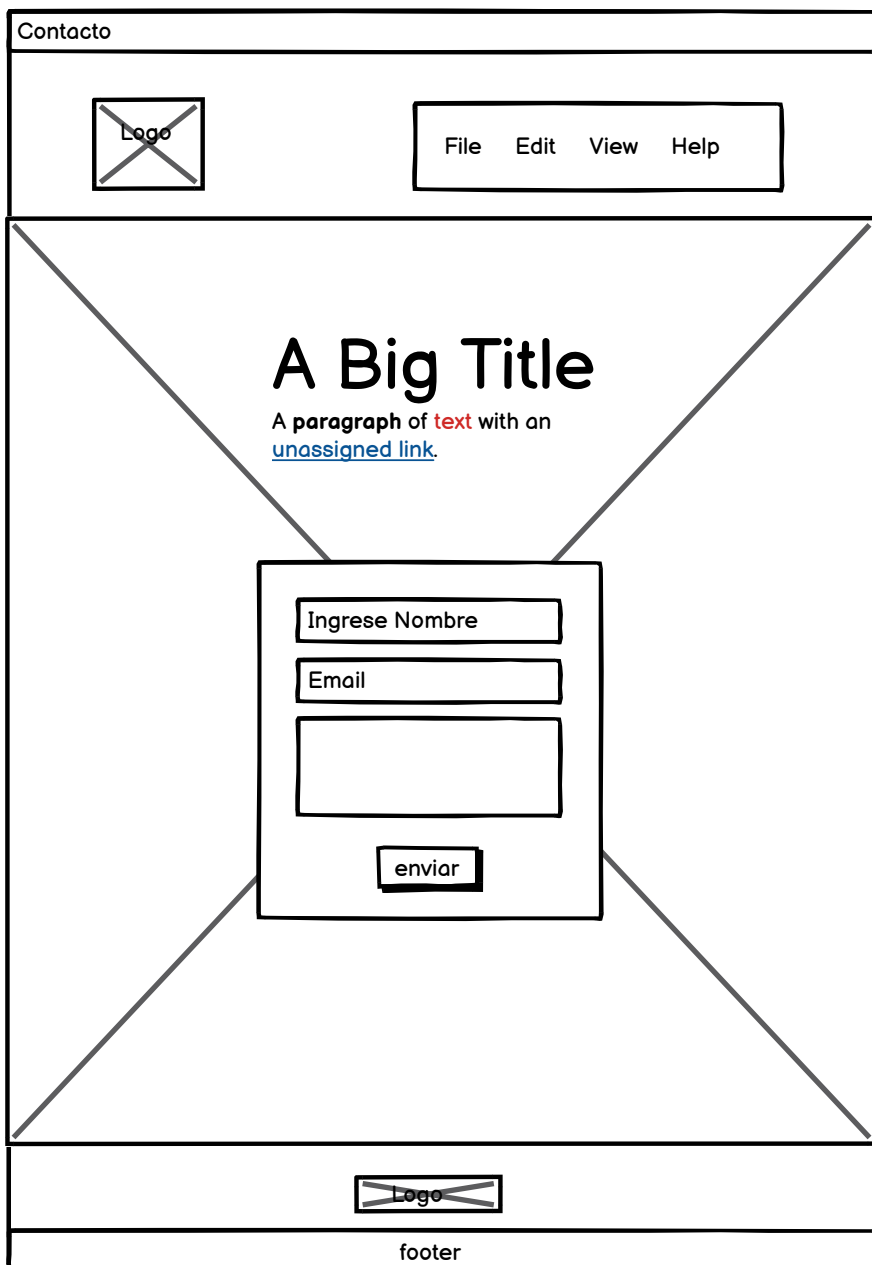 Contacto
Logo
File Edit View Help
A Big Title
A paragraph of text with an
unassigned link.
Ingrese Nombre
Email
enviar
Logo
footer